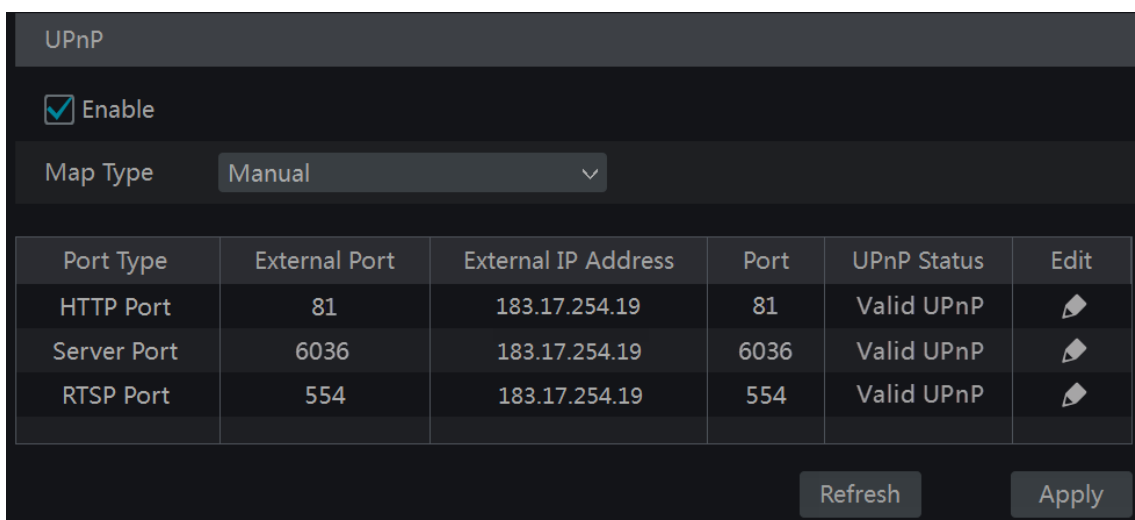 UPnP
Enable
Map Type Manual
Port Type External Port External IP Address Port UPnP Status Edit
HTTP Port 81 183.17.254.19 81 Valid UPnP
Server Port 6036 183.17.254.19 6036 Valid UPnP
RTSP Port 554 183.17.254.19 554 Valid UPnP
Refresh Apply